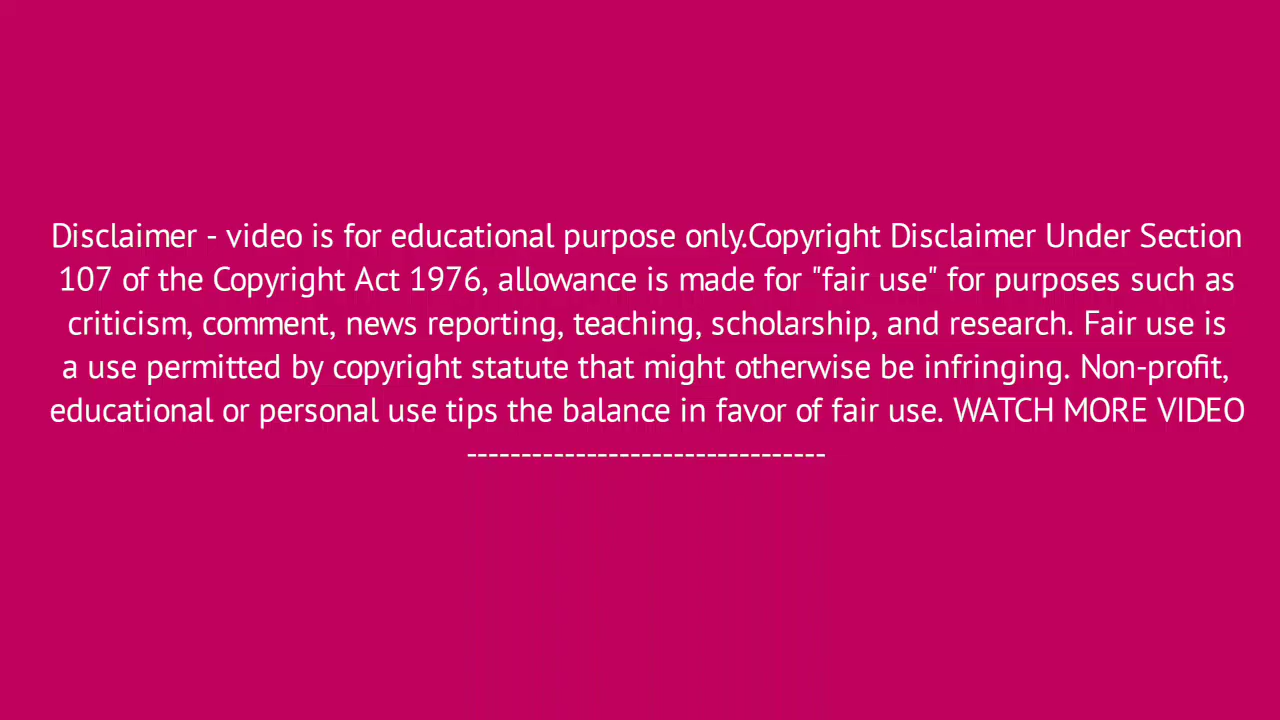 Disclaimer - video is for educational purpose only.Copyright Disclaimer Under Section
107 of the Copyright Act 1976, allowance is made for "fair use" for purposes such as
criticism, comment, news reporting, teaching, scholarship, and research. Fair use is
a use permitted by copyright statute that might otherwise be infringing. Non-profit,
educational or personal use tips the balance in favor of fair use. WATCH MORE VIDEO
---------------------------------